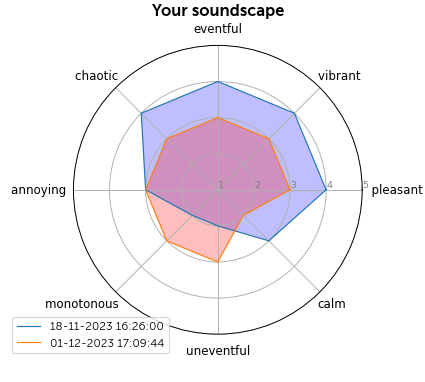 Your soundscape
eventful
chaotic
vibrant
annoying
1 2 3 4 5
pleasant
monotonous
calm
18-11-2023 16:26:00
01-12-2023 17:09:44
uneventful